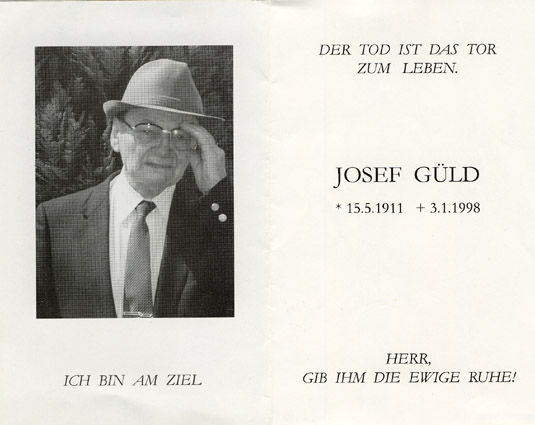 ICH BIN AM ZIEL
DER TOD IST DAS TOR
ZUM LEBEN.
JOSEF GÜLD
* 15.5.1911 + 3.1.1998
HERR,
GIB IHM DIE EWIGE RUHE!